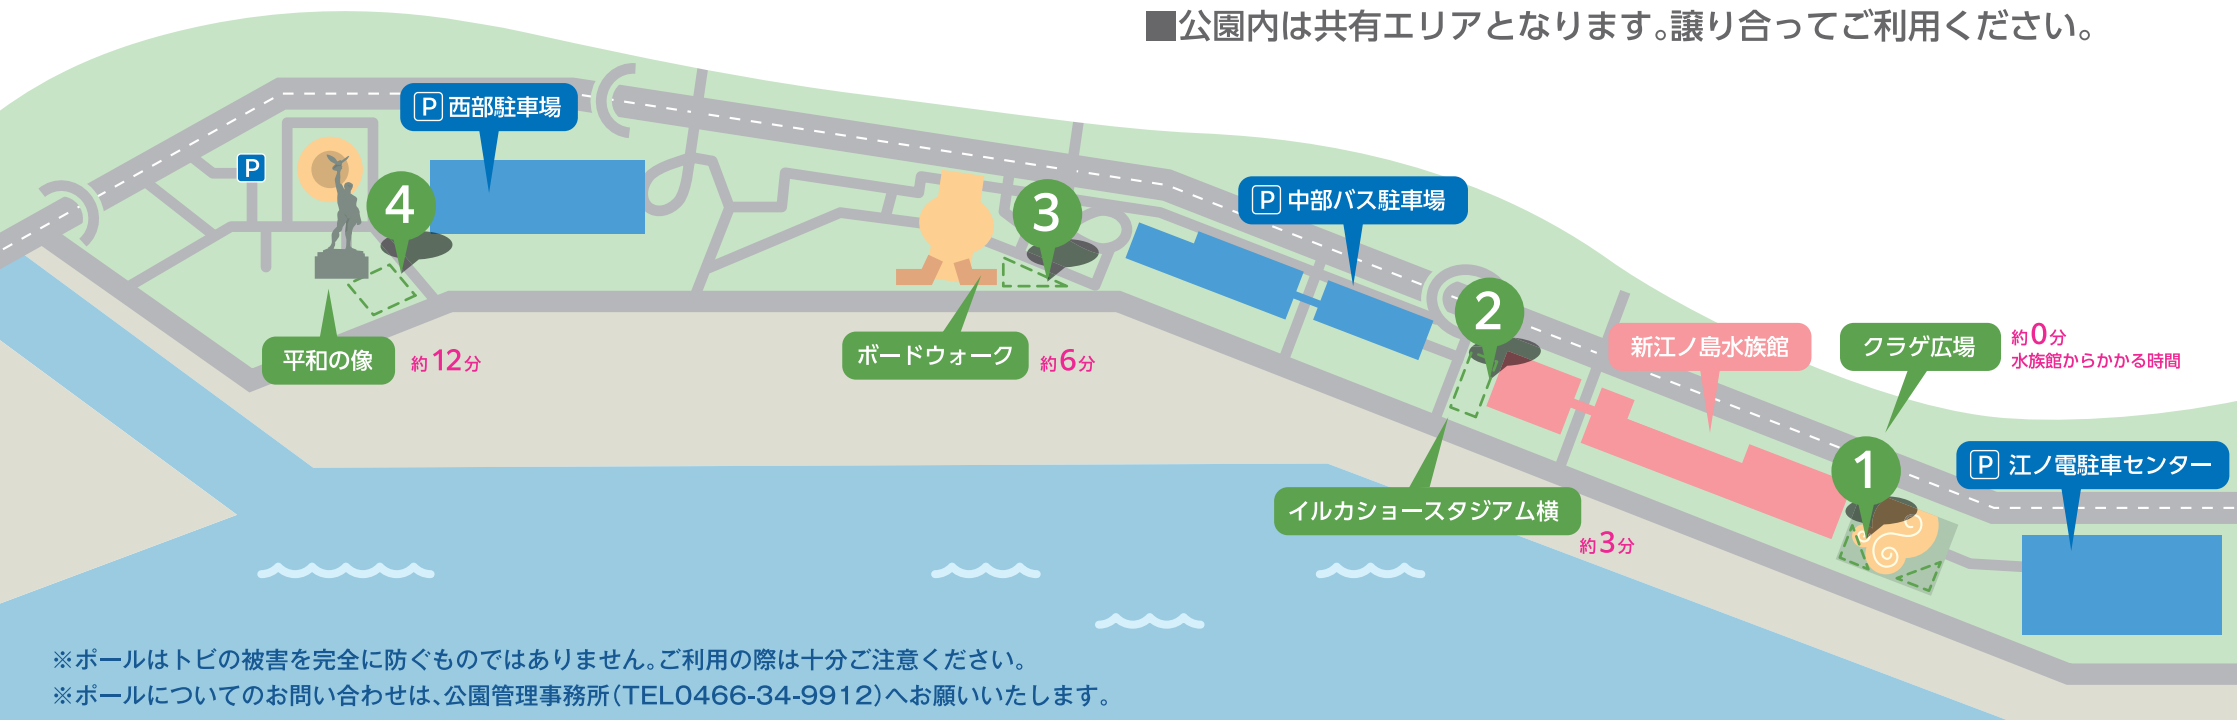 ■公園内は共有エリアとなります。譲り合ってご利用ください。
P 西部駐車場
P
4
3
P 中部バス駐車場
2
新江ノ島水族館
クラゲ広場
約0分
水族館からかかる時間
平和の像
約12分
ボードウォーク
約6分
1
P 江ノ電駐車センター
イルカショースタジアム横
約3分
※ポールはトビの被害を完全に防ぐものではありません。ご利用の際は十分ご注意ください。
※ポールについてのお問い合わせは、公園管理事務所(TEL0466-34-9912)へお願いいたします。